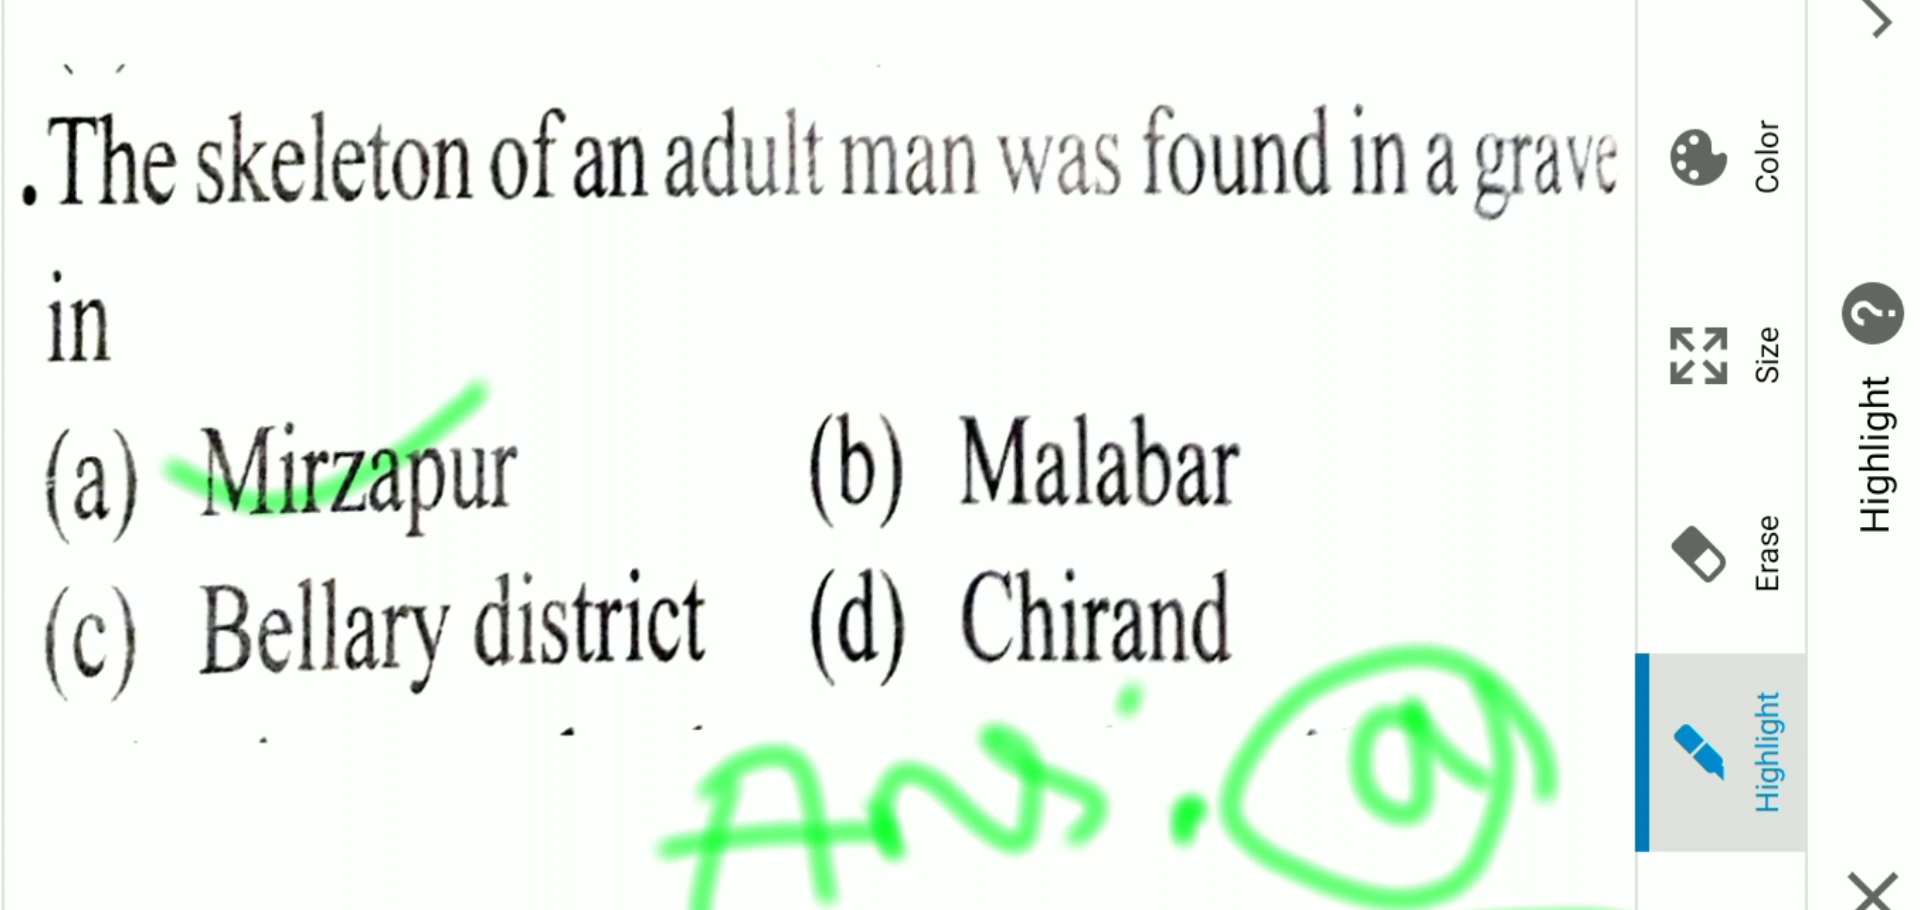 .The skeleton of an adult man was found in a grave
in
(a) Mirzapur (b) Malabar
(c) Bellary district (d) Chirand
Ans: (a)
Color
Size
Erase
Highlight
Highlight